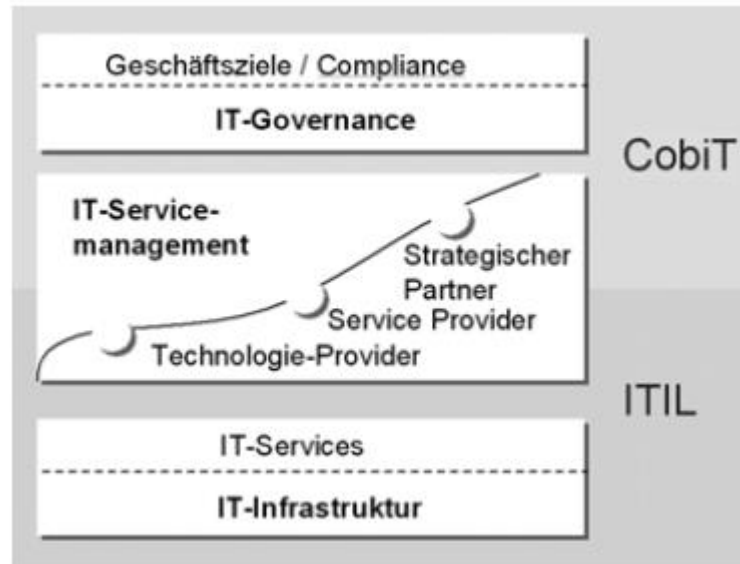 Geschäftsziele / Compliance
IT-Governance
CobiT
IT-Service-
management
Strategischer
Partner
Service Provider
Technologie-Provider
ITIL
IT-Services
IT-Infrastruktur